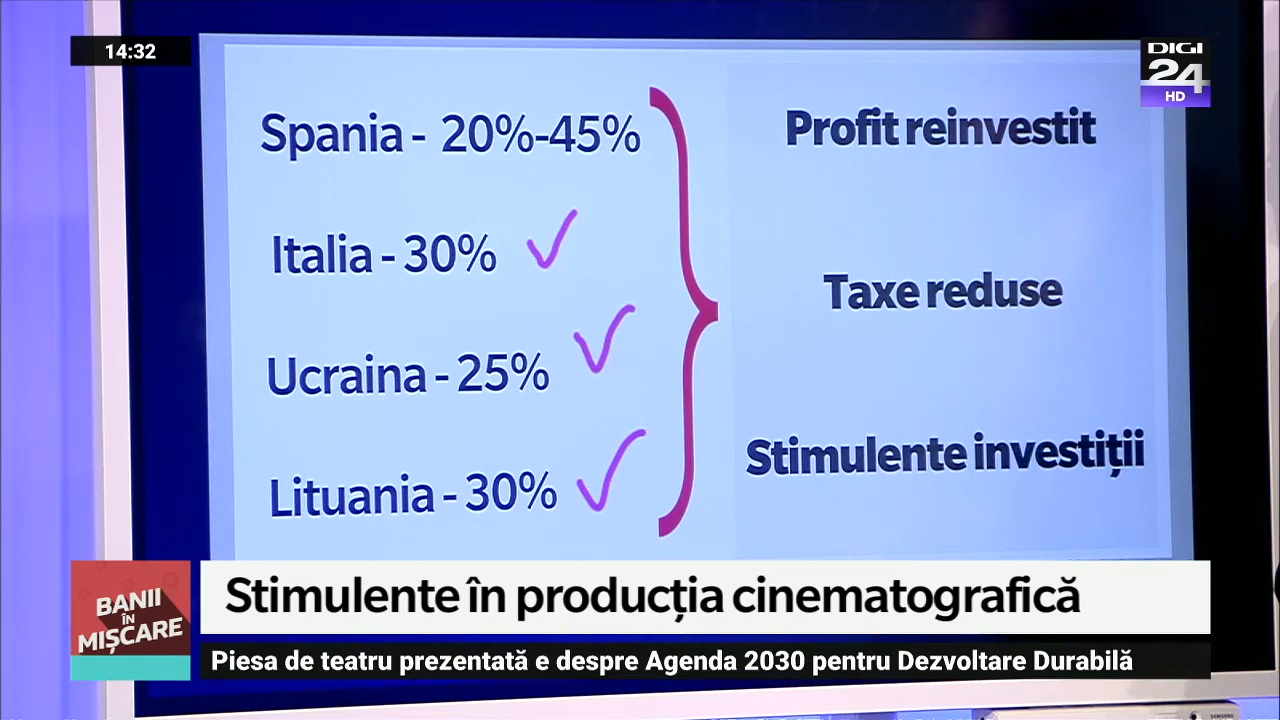 14:32
DIGI
24
HD
Spania - 20%-45%
Italia - 30%
Ucraina - 25%
Lituania - 30%
Profit reinvestit
Taxe reduse
Stimulente investiții
BANII
ÎN
MIȘCARE
Stimulente în producția cinematografică
Piesa de teatru prezentată e despre Agenda 2030 pentru Dezvoltare Durabilă
SAMSUNG